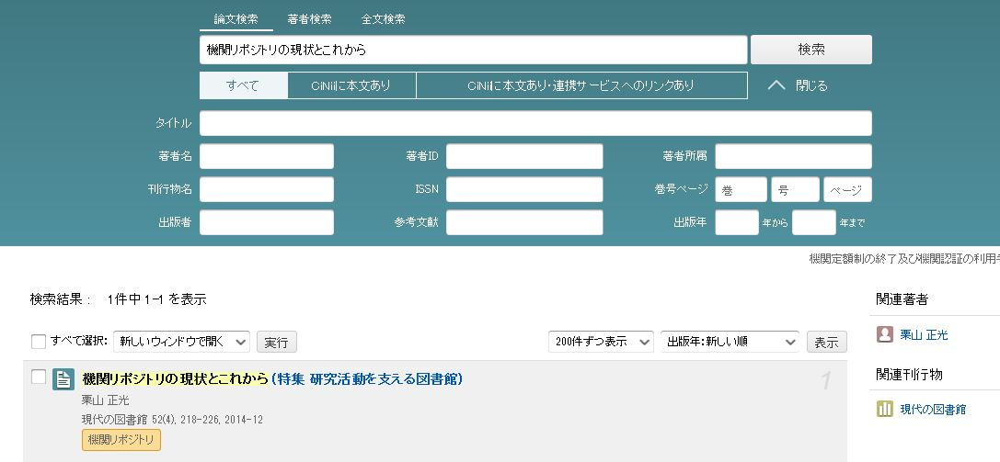 論文検索 著者検索 全文検索
機関リポジトリの現状とこれから 検索
すべて CiNiiに本文あり CiNiiに本文あり・連携サービスへのリンクあり 閉じる
タイトル
著者名 著者ID 著者所属
刊行物名 ISSN 巻号ページ 巻 号 ページ
出版者 参考文献 出版年 年から 年まで
機関定額制の終了及び機関認証の利用
検索結果： 1件中 1-1 を表示
すべて選択: 新しいウィンドウで開く 実行 200件ずつ表示 出版年:新しい順 表示
機関リポジトリの現状とこれから (特集 研究活動を支える図書館)
1
栗山 正光
現代の図書館 52(4), 218-226, 2014-12
機関リポジトリ
関連著者
栗山 正光
関連刊行物
現代の図書館